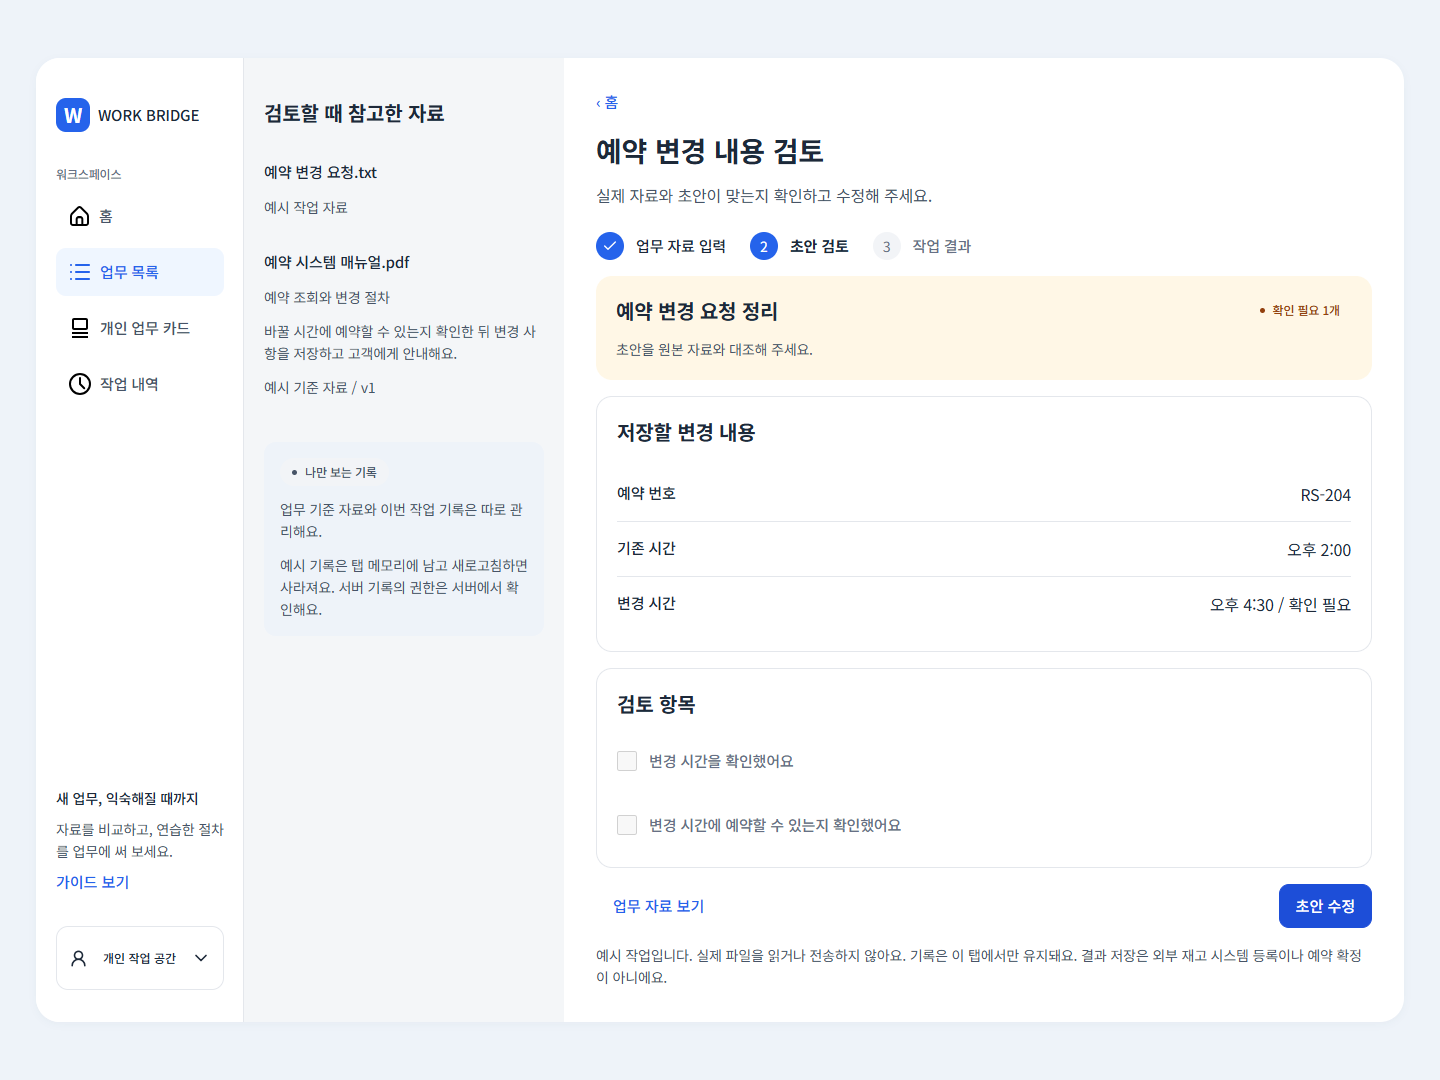 W WORK BRIDGE
워크스페이스
홈
업무 목록
개인 업무 카드
작업 내역
새 업무, 익숙해질 때까지
자료를 비교하고, 연습한 절차
를 업무에 써 보세요.
가이드 보기
개인 작업 공간
검토할 때 참고한 자료
예약 변경 요청.txt
예시 작업 자료
예약 시스템 매뉴얼.pdf
예약 조회와 변경 절차
바꿀 시간에 예약할 수 있는지 확인한 뒤 변경 사
항을 저장하고 고객에게 안내해요.
예시 기준 자료 / v1
나만 보는 기록
업무 기준 자료와 이번 작업 기록은 따로 관
리해요.
예시 기록은 탭 메모리에 남고 새로고침하면
사라져요. 서버 기록의 권한은 서버에서 확
인해요.
‹ 홈
예약 변경 내용 검토
실제 자료와 초안이 맞는지 확인하고 수정해 주세요.
업무 자료 입력 2 초안 검토 3 작업 결과
예약 변경 요청 정리
확인 필요 1개
초안을 원본 자료와 대조해 주세요.
저장할 변경 내용
예약 번호 RS-204
기존 시간 오후 2:00
변경 시간 오후 4:30 / 확인 필요
검토 항목
변경 시간을 확인했어요
변경 시간에 예약할 수 있는지 확인했어요
업무 자료 보기
초안 수정
예시 작업입니다. 실제 파일을 읽거나 전송하지 않아요. 기록은 이 탭에서만 유지돼요. 결과 저장은 외부 재고 시스템 등록이나 예약 확정
이 아니에요.